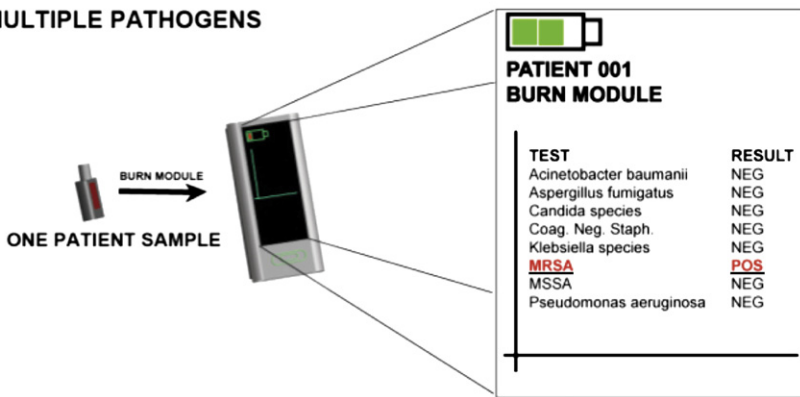 MULTIPLE PATHOGENS
PATIENT 001
BURN MODULE
BURN MODULE
ONE PATIENT SAMPLE
TEST RESULT
Acinetobacter baumanii NEG
Aspergillus fumigatus NEG
Candida species NEG
Coag. Neg. Staph. NEG
Klebsiella species NEG
MRSA POS
MSSA NEG
Pseudomonas aeruginosa NEG